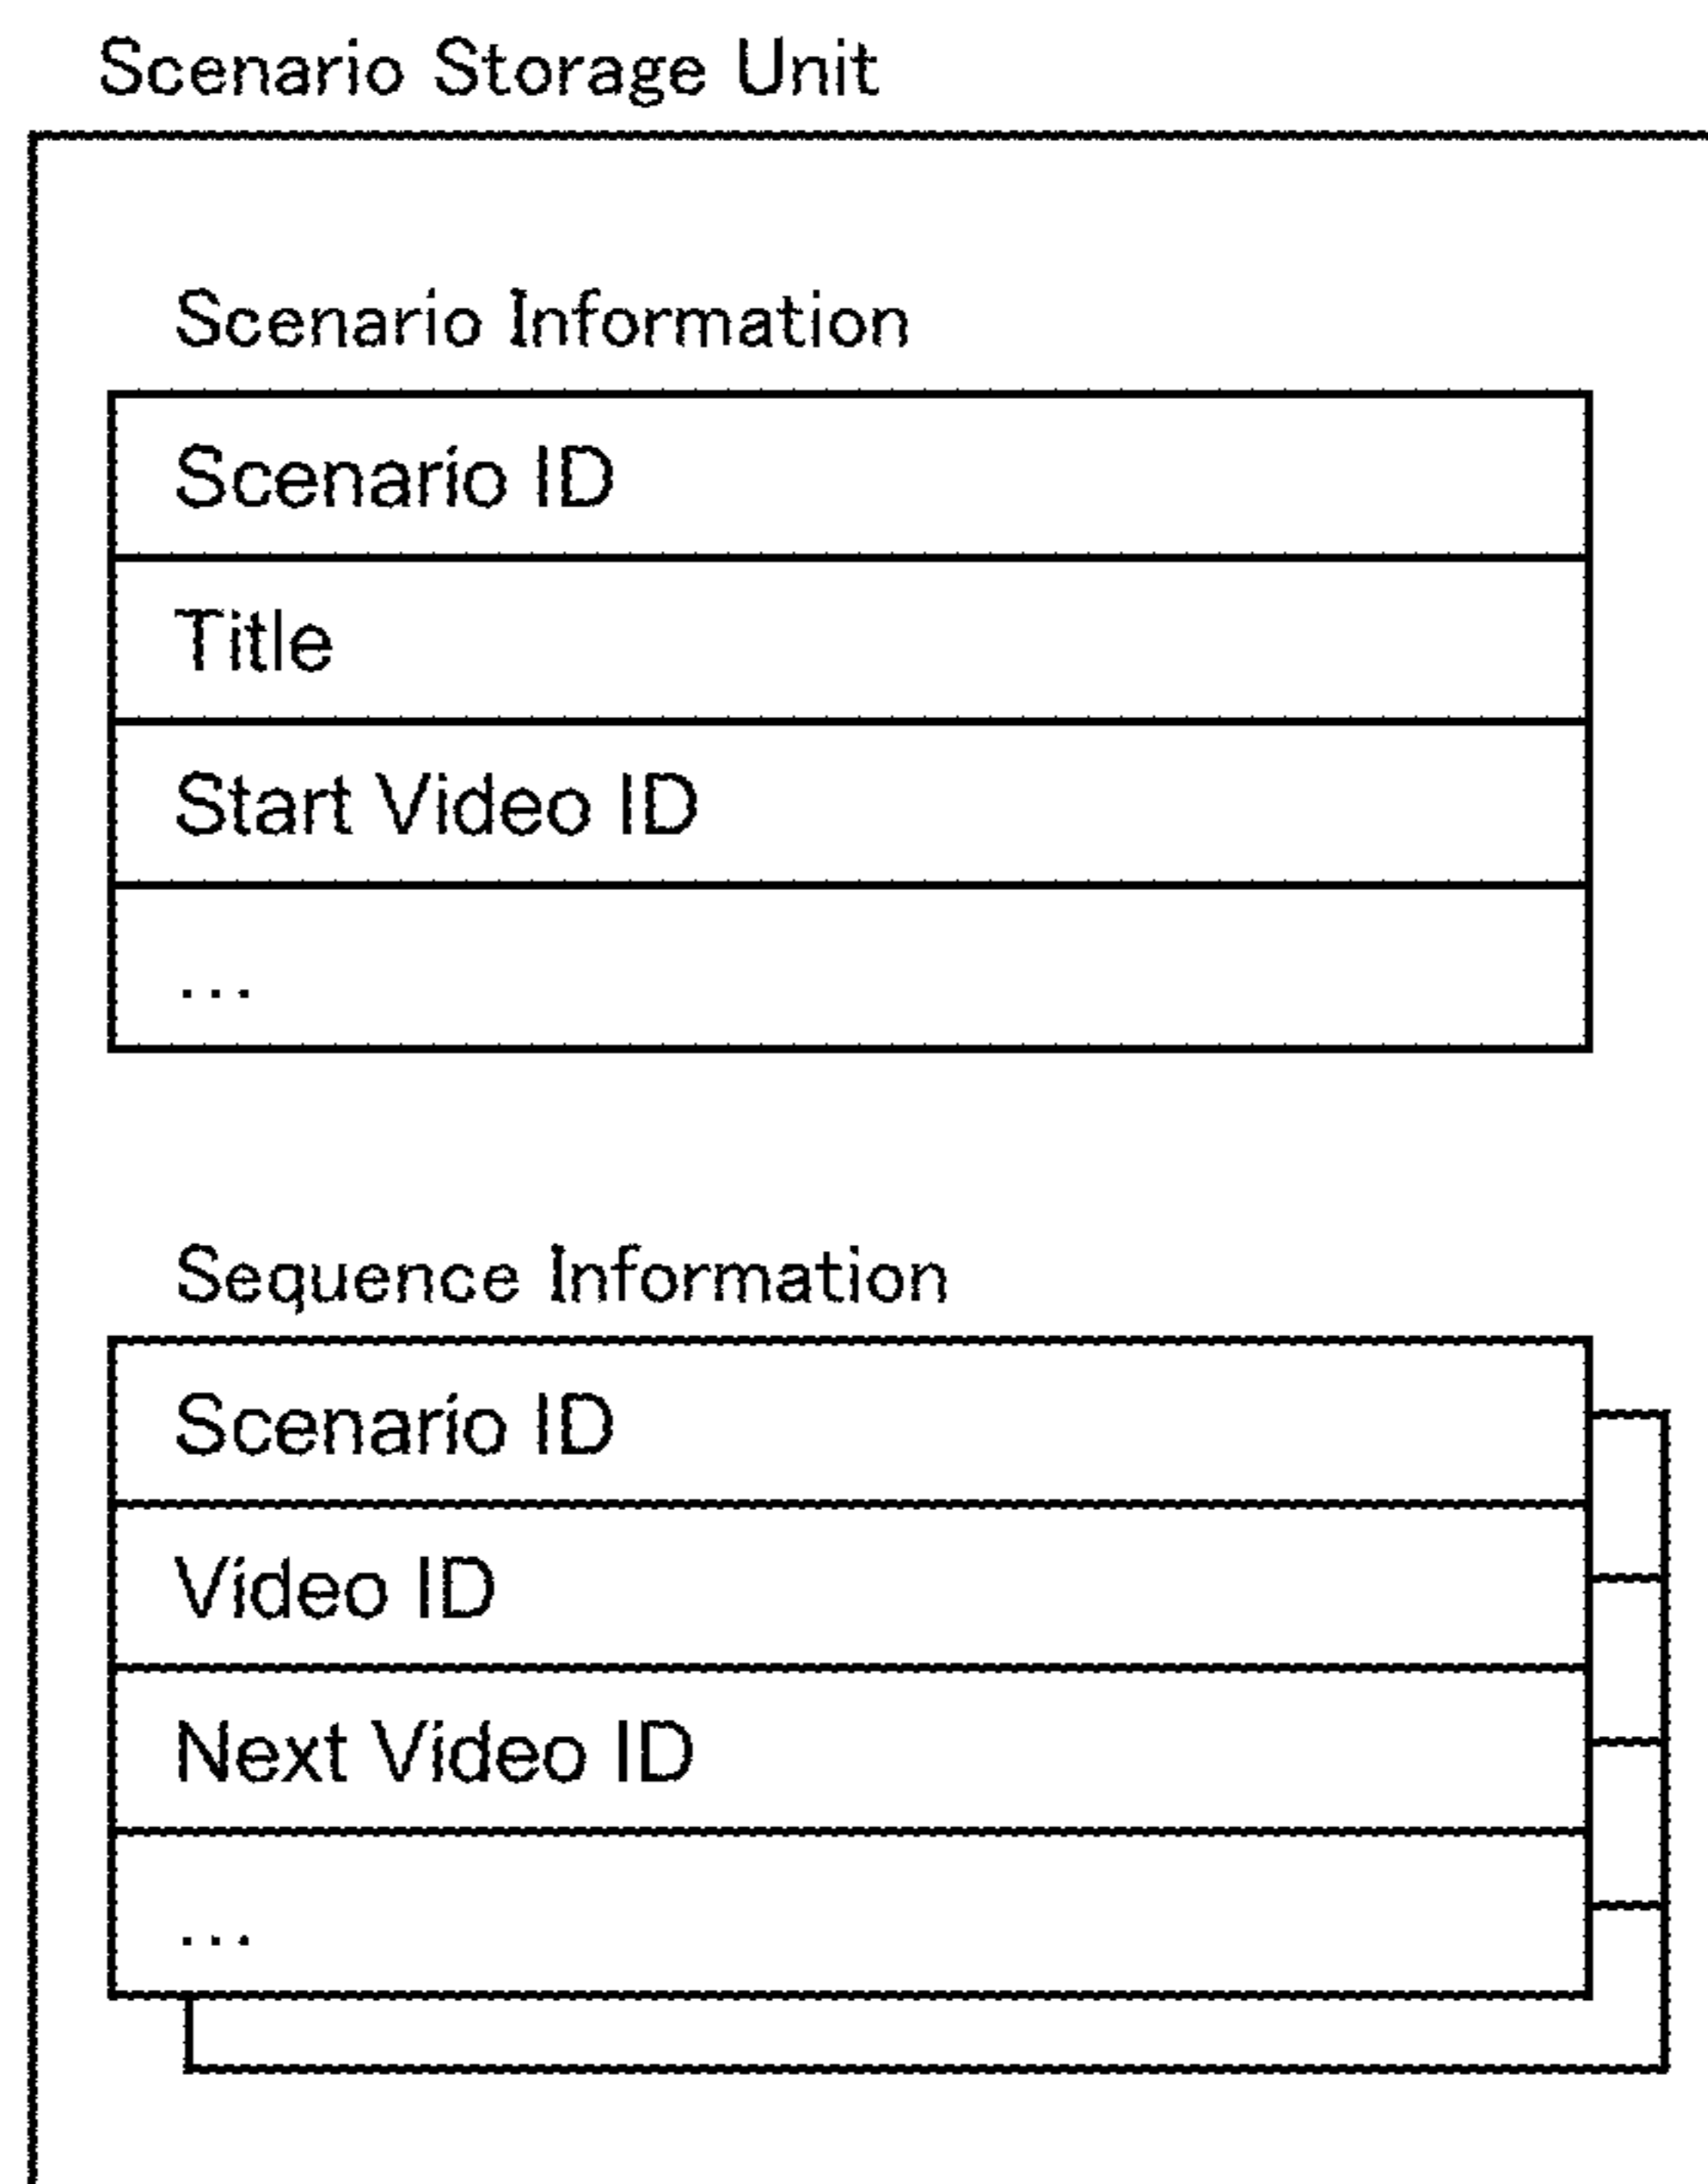 Scenario Storage Unit
Scenario Information
Scenario ID
Title
Start Video ID
...
Sequence Information
Scenario ID
Video ID
Next Video ID
...